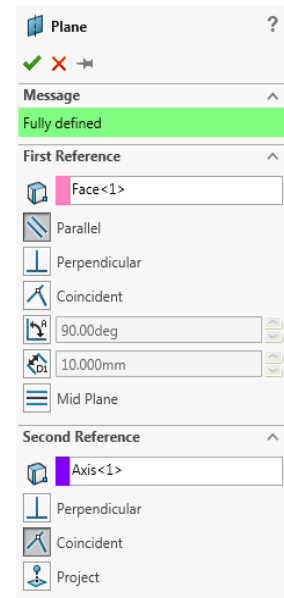 Plane
?
Message
Fully defined
First Reference
Face<1>
Parallel
Perpendicular
Coincident
90.00deg
10.000mm
Mid Plane
Second Reference
Axis<1>
Perpendicular
Coincident
Project